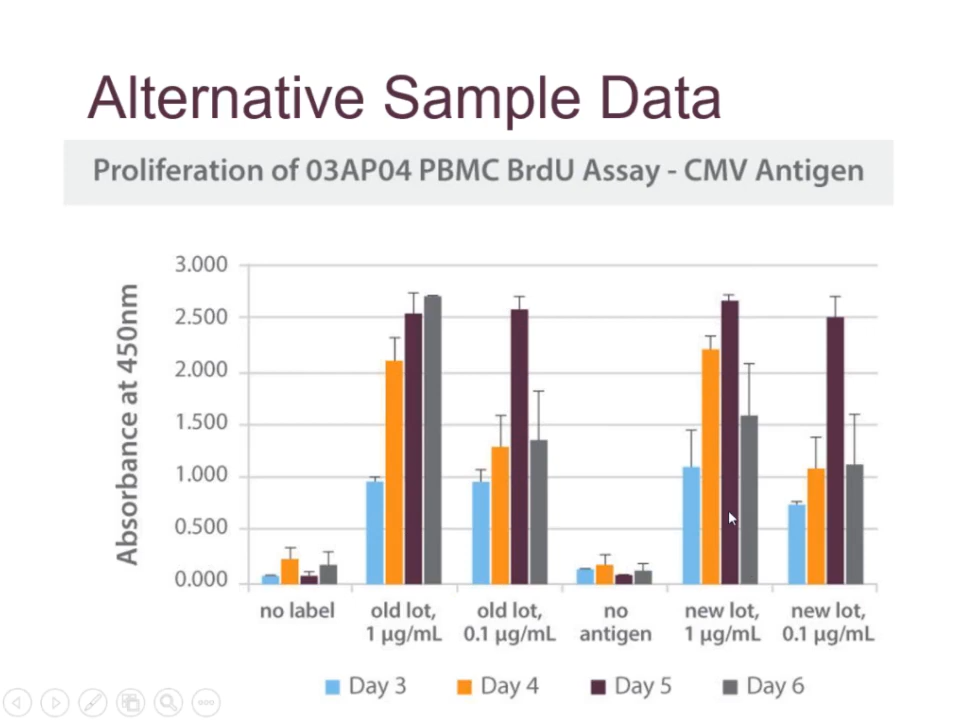 Alternative Sample Data
Proliferation of 03AP04 PBMC BrdU Assay - CMV Antigen
Absorbance at 450nm
3.000
2.500
2.000
1.500
1.000
0.500
0.000
no label
old lot,
1 µg/mL
old lot,
0.1 µg/mL
no
antigen
new lot,
1 µg/mL
new lot,
0.1 µg/mL
Day 3
Day 4
Day 5
Day 6